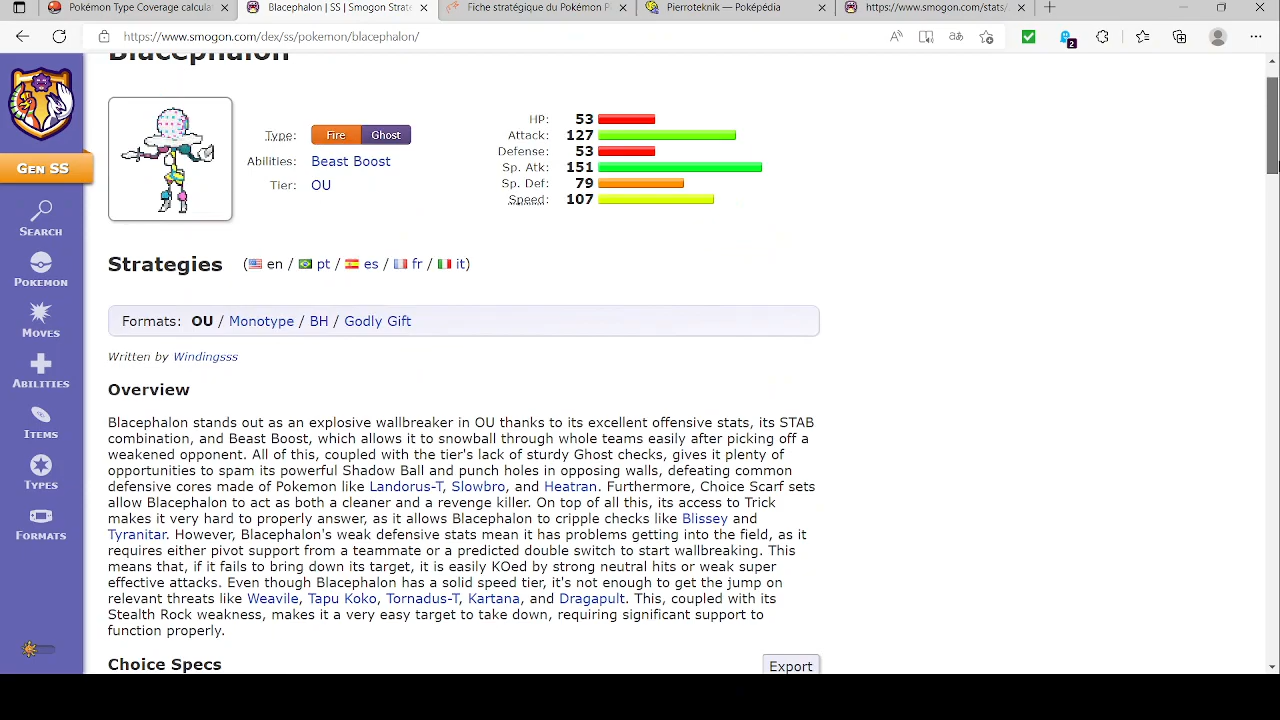 Pokémon Type Coverage calcula
Blacephalon | SS | Smogon Strate
Fiche stratégique du Pokémon P
Pierroteknik — Poképédia
https://www.smogon.com/stats/
https://www.smogon.com/dex/ss/pokemon/blacephalon/
2
Blacephalon
GEN SS
SEARCH
POKEMON
MOVES
ABILITIES
ITEMS
TYPES
FORMATS
Type: Fire Ghost
Abilities: Beast Boost
Tier: OU
HP: 53
Attack: 127
Defense: 53
Sp. Atk: 151
Sp. Def: 79
Speed: 107
Strategies (en / pt / es / fr / it)
Formats: OU / Monotype / BH / Godly Gift
Written by Windingsss
Overview
Blacephalon stands out as an explosive wallbreaker in OU thanks to its excellent offensive stats, its STAB
combination, and Beast Boost, which allows it to snowball through whole teams easily after picking off a
weakened opponent. All of this, coupled with the tier's lack of sturdy Ghost checks, gives it plenty of
opportunities to spam its powerful Shadow Ball and punch holes in opposing walls, defeating common
defensive cores made of Pokemon like Landorus-T, Slowbro, and Heatran. Furthermore, Choice Scarf sets
allow Blacephalon to act as both a cleaner and a revenge killer. On top of all this, its access to Trick
makes it very hard to properly answer, as it allows Blacephalon to cripple checks like Blissey and
Tyranitar. However, Blacephalon's weak defensive stats mean it has problems getting into the field, as it
requires either pivot support from a teammate or a predicted double switch to start wallbreaking. This
means that, if it fails to bring down its target, it is easily KOed by strong neutral hits or weak super
effective attacks. Even though Blacephalon has a solid speed tier, it's not enough to get the jump on
relevant threats like Weavile, Tapu Koko, Tornadus-T, Kartana, and Dragapult. This, coupled with its
Stealth Rock weakness, makes it a very easy target to take down, requiring significant support to
function properly.
Choice Specs
Export